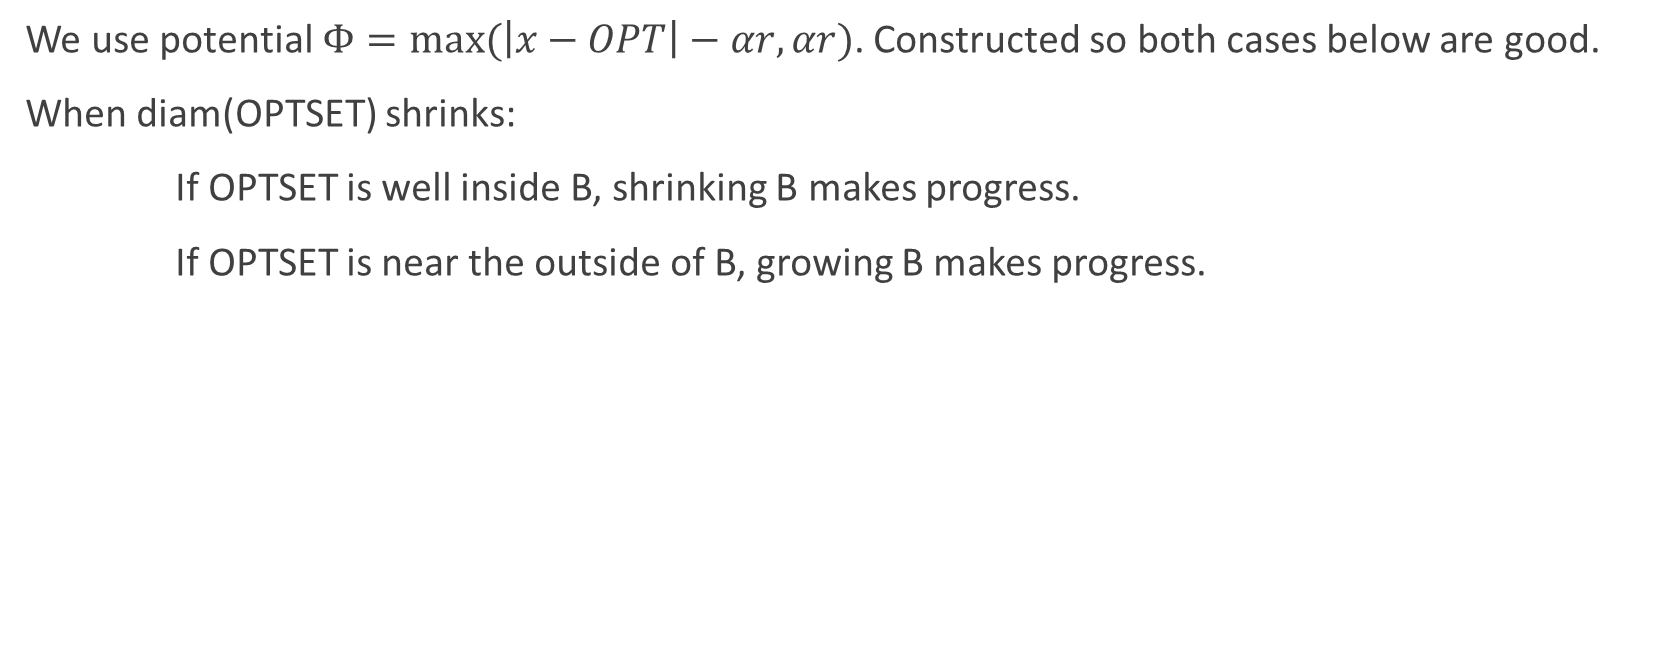 We use potential Φ = max(|x − OPT| − αr, αr). Constructed so both cases below are good.
When diam(OPTSET) shrinks:
If OPTSET is well inside B, shrinking B makes progress.
If OPTSET is near the outside of B, growing B makes progress.